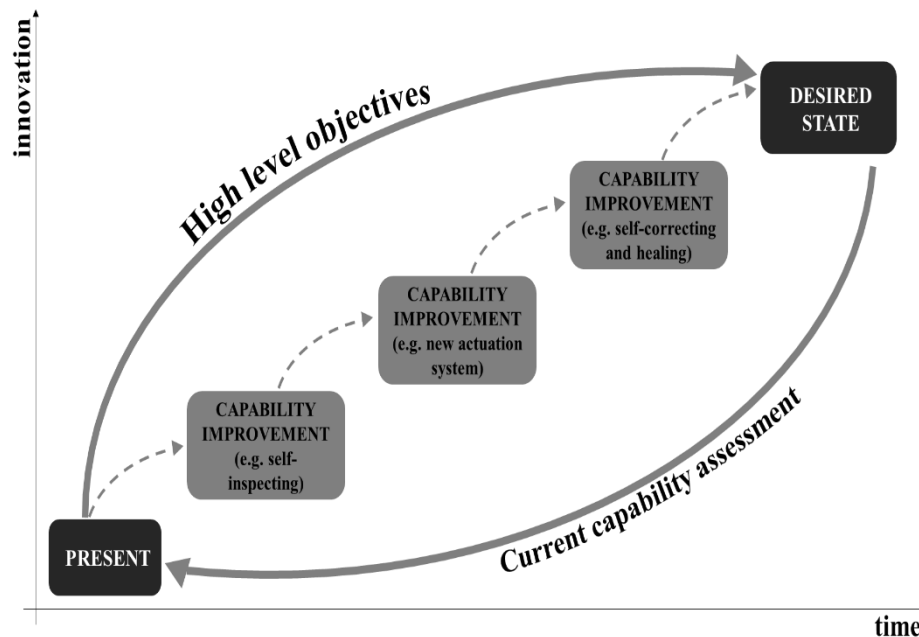 innovation
High level objectives
DESIRED
STATE
CAPABILITY
IMPROVEMENT
(e.g. self-correcting
and healing)
CAPABILITY
IMPROVEMENT
(e.g. new actuation
system)
CAPABILITY
IMPROVEMENT
(e.g. self-
inspecting)
Current capability assessment
PRESENT
time